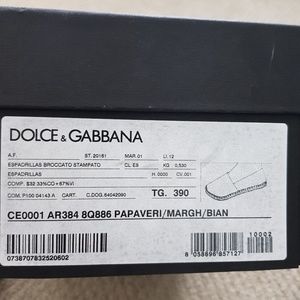 DOLCE & GABBANA
A.F. ST. 20161 MAR. 01 LI. 12
ESPADRILLAS BROCCATO STAMPATO CL. ES KG 0,530
ESPADRILLAS H. 0000 CV. 001
COMP. S32 33%CO + 67%VI
COM. P100 04143 A CART. C.DOG. 64042090 TG. 390
CE0001 AR384 8Q886 PAPAVERI/MARGH/BIAN
10002
0738707832520602
8 058696 857127